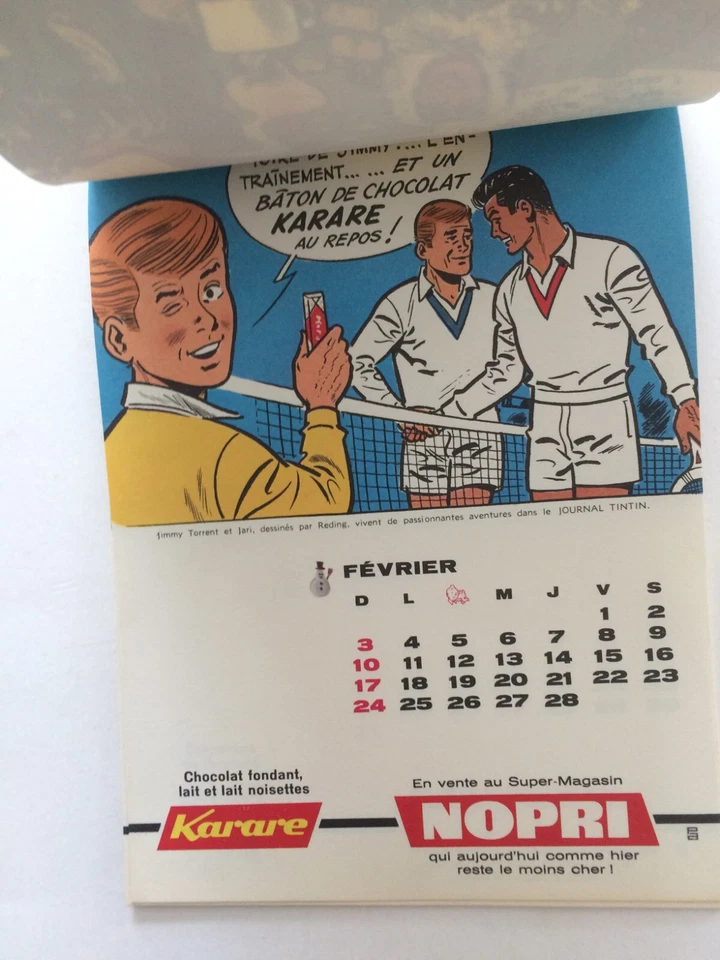 TRAÎNEMENT... ... ET UN
BÂTON DE CHOCOLAT
KARARE
AU REPOS!
Jimmy Torrent et Jari, dessinés par Reding, vivent de passionnantes aventures dans le JOURNAL TINTIN.
FÉVRIER
D L M J V S
1 2
3 4 5 6 7 8 9
10 11 12 13 14 15 16
17 18 19 20 21 22 23
24 25 26 27 28
Chocolat fondant,
lait et lait noisettes
Karare
En vente au Super-Magasin
NOPRI
qui aujourd'hui comme hier
reste le moins cher !